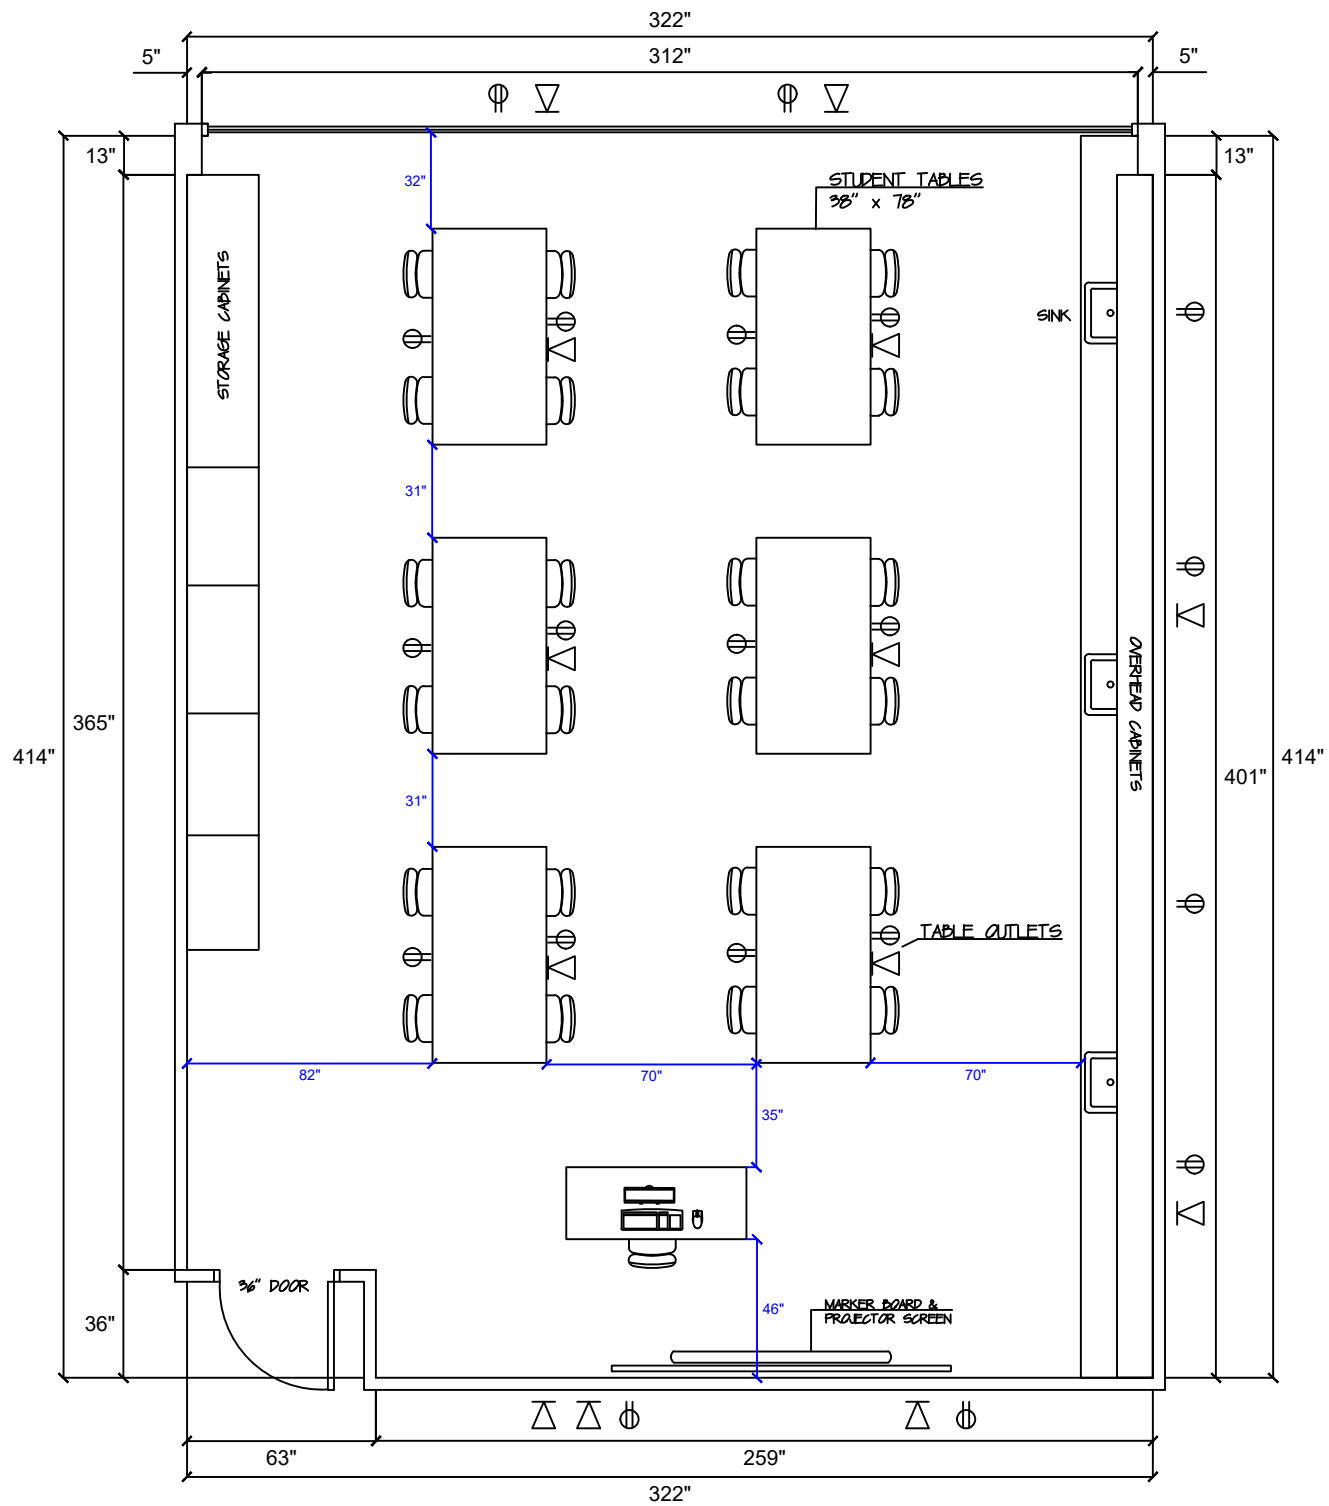 322"
5"
312"
5"
13"
13"
32"
STUDENT TABLES
38" x 78"
STORAGE CABINETS
SINK
31"
OVERHEAD CABINETS
365"
414"
414"
401"
31"
TABLE OUTLETS
82"
70"
70"
35"
36" DOOR
46"
MARKER BOARD &
PROJECTOR SCREEN
36"
63"
259"
322"